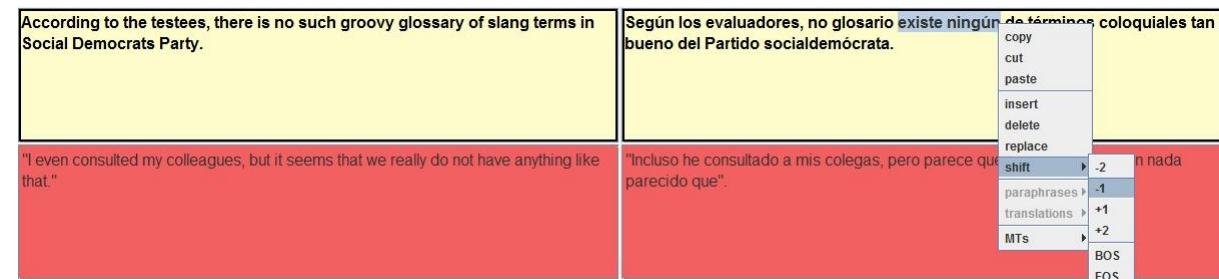 According to the testees, there is no such groovy glossary of slang terms in
Social Democrats Party.
Según los evaluadores, no glosario existe ningún de términos coloquiales tan
bueno del Partido socialdemócrata.
"I even consulted my colleagues, but it seems that we really do not have anything like
that."
"Incluso he consultado a mis colegas, pero parece que nada
parecido que".
copy
cut
paste
insert
delete
replace
shift
paraphrases
translations
MTs
-2
-1
+1
+2
BOS
EOS